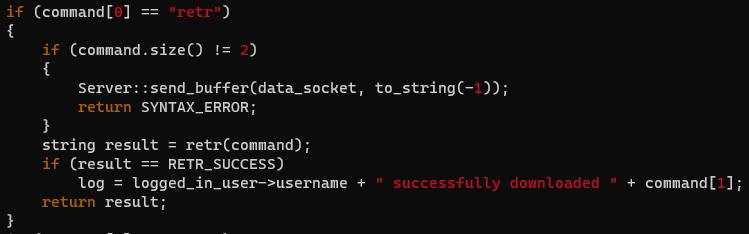 if (command[0] == "retr")
{
    if (command.size() != 2)
    {
        Server::send_buffer(data_socket, to_string(-1));
        return SYNTAX_ERROR;
    }
    string result = retr(command);
    if (result == RETR_SUCCESS)
        log = logged_in_user->username + " successfully downloaded " + command[1];
    return result;
}